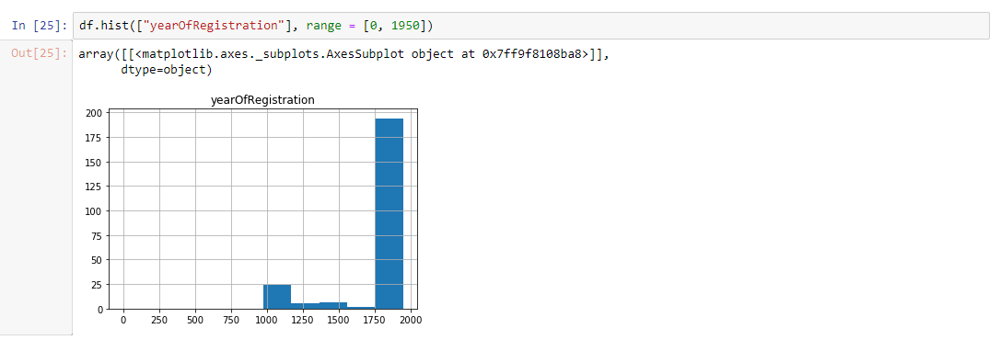 In [25]: df.hist(["yearOfRegistration"], range = [0, 1950])
Out[25]: array([[<matplotlib.axes._subplots.AxesSubplot object at 0x7ff9f8108ba8>]],
dtype=object)
yearOfRegistration
200
175
150
125
100
75
50
25
0
0 250 500 750 1000 1250 1500 1750 2000